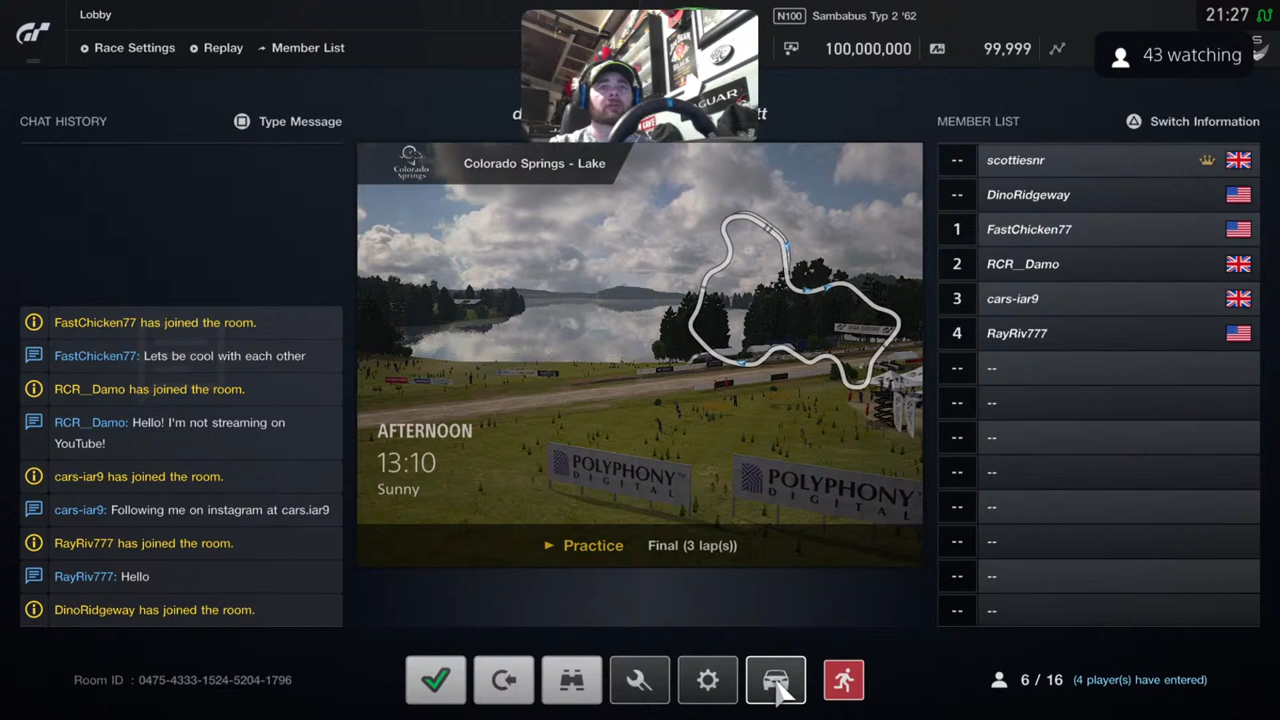 Lobby
Race Settings
Replay
Member List
N100
Sambabus Typ 2 '62
100,000,000
99,999
21:27
43 watching
JAGUAR
CHAT HISTORY
Type Message
FastChicken77 has joined the room.
FastChicken77: Lets be cool with each other
RCR__Damo has joined the room.
RCR__Damo: Hello! I'm not streaming on
YouTube!
cars-iar9 has joined the room.
cars-iar9: Following me on instagram at cars.iar9
RayRiv777 has joined the room.
RayRiv777: Hello
DinoRidgeway has joined the room.
Colorado
Springs
Colorado Springs - Lake
AFTERNOON
13:10
Sunny
POLYPHONY
DIGITAL
POLYPHONY
DIGITAL
Practice
Final (3 lap(s))
MEMBER LIST
Switch Information
-- scottiesnr
-- DinoRidgeway
1 FastChicken77
2 RCR__Damo
3 cars-iar9
4 RayRiv777
-- --
-- --
-- --
-- --
-- --
-- --
-- --
-- --
Room ID : 0475-4333-1524-5204-1796
6 / 16
(4 player(s) have entered)